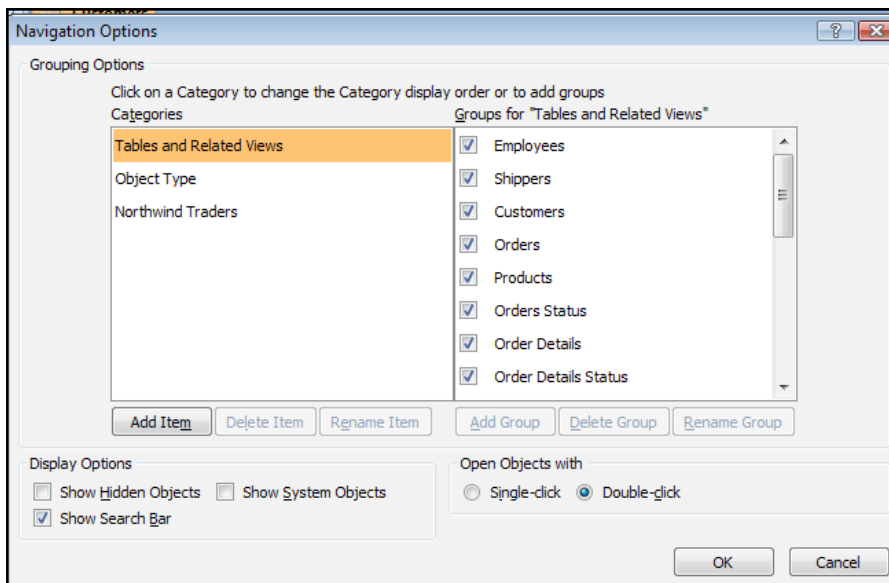 Customers
Navigation Options
Grouping Options
Click on a Category to change the Category display order or to add groups
Categories
Groups for "Tables and Related Views"
Tables and Related Views
Object Type
Northwind Traders
Employees
Shippers
Customers
Orders
Products
Orders Status
Order Details
Order Details Status
Add Item
Delete Item
Rename Item
Add Group
Delete Group
Rename Group
Display Options
Show Hidden Objects
Show System Objects
Show Search Bar
Open Objects with
Single-click
Double-click
OK
Cancel